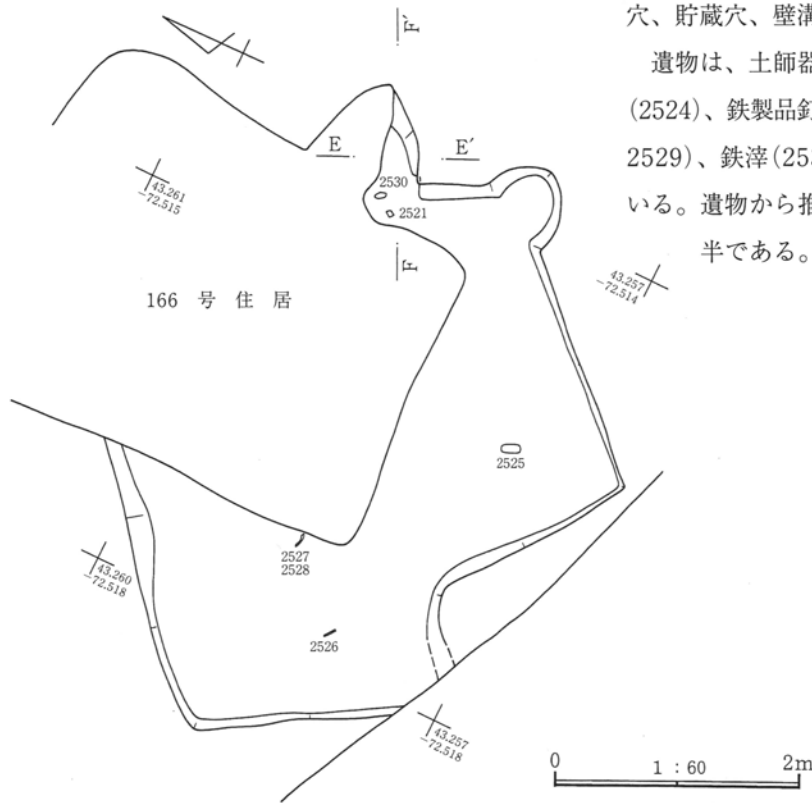 穴、貯蔵穴、壁溝
遺物は、土師器
(2524)、鉄製品
2529)、鉄滓(25
いる。遺物から推
半である。
F′
E
E′
2530
2521
F
43.261
-72.515
43.257
-72.514
166 号 住 居
2525
2527
2528
43.260
-72.518
2526
43.257
-72.518
0
1 : 60
2m